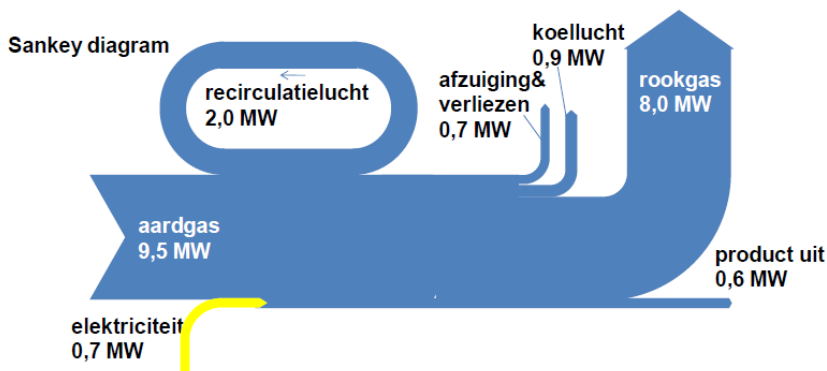 Sankey diagram
recirculatielucht
2,0 MW
afzuiging&
verliezen
0,7 MW
koellucht
0,9 MW
rookgas
8,0 MW
aardgas
9,5 MW
product uit
0,6 MW
elektriciteit
0,7 MW